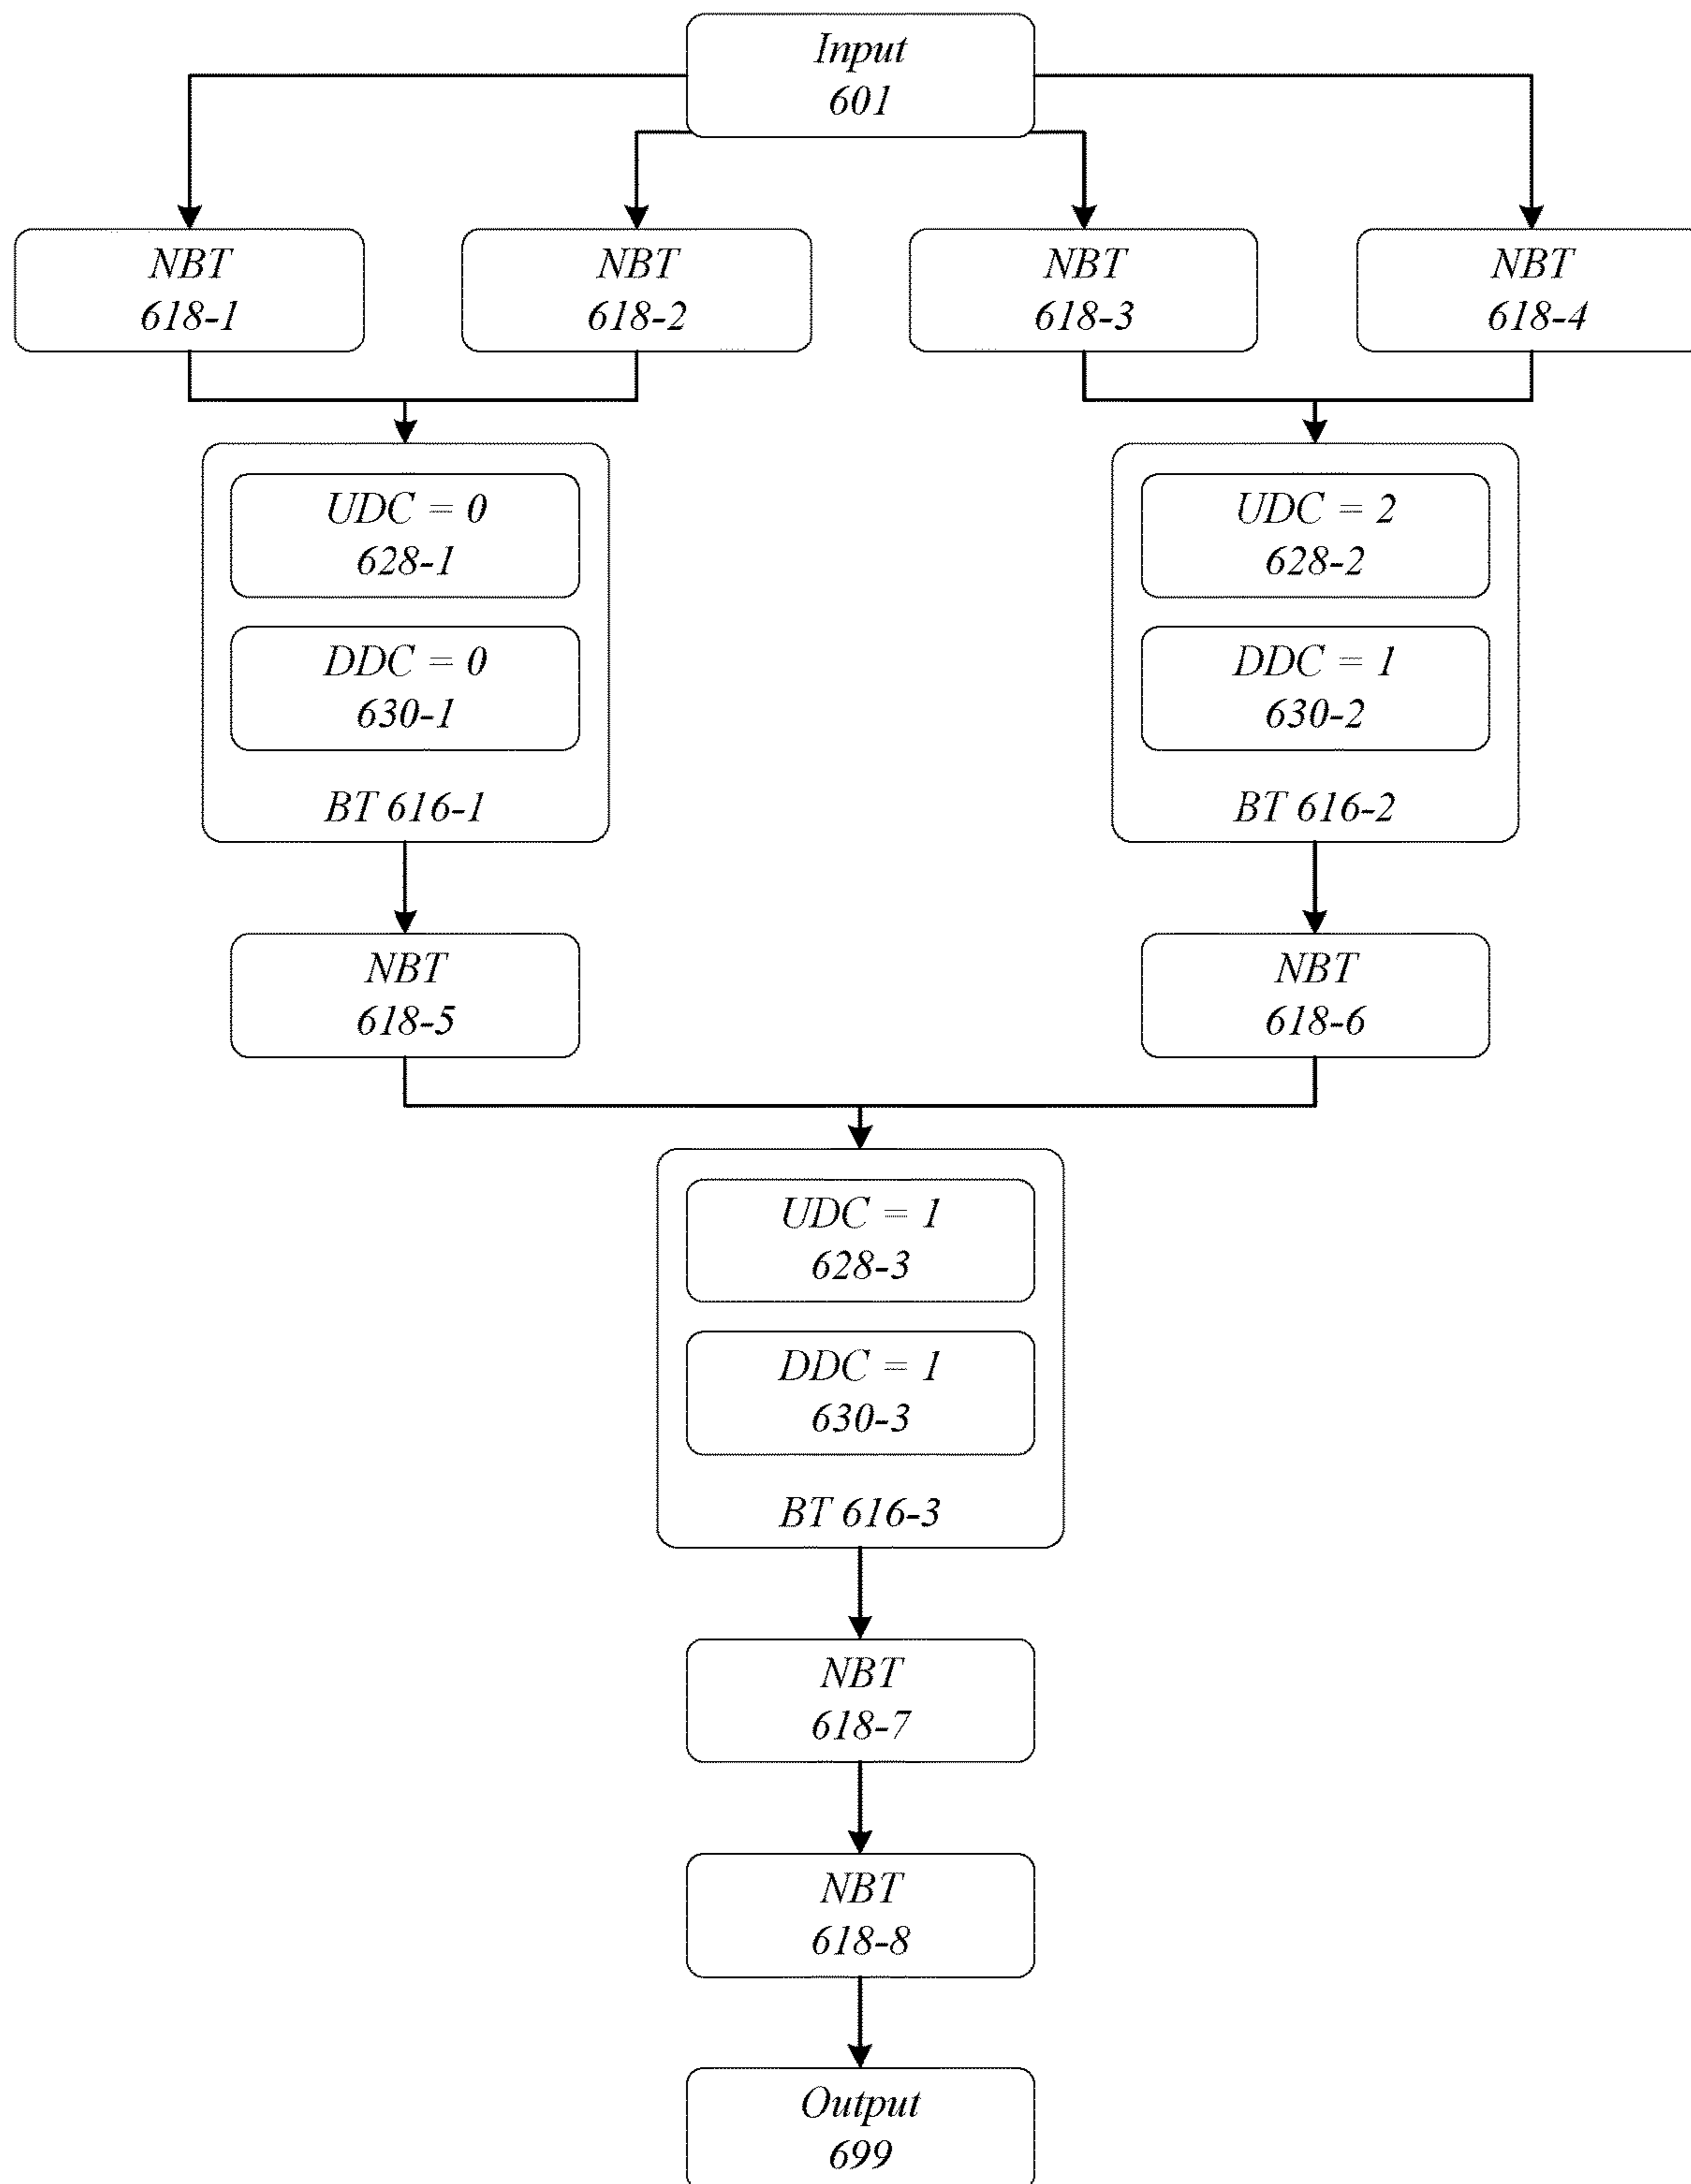 Input
601
NBT
618-1
NBT
618-2
NBT
618-3
NBT
618-4
UDC = 0
628-1
DDC = 0
630-1
BT 616-1
UDC = 2
628-2
DDC = 1
630-2
BT 616-2
NBT
618-5
NBT
618-6
UDC = 1
628-3
DDC = 1
630-3
BT 616-3
NBT
618-7
NBT
618-8
Output
699